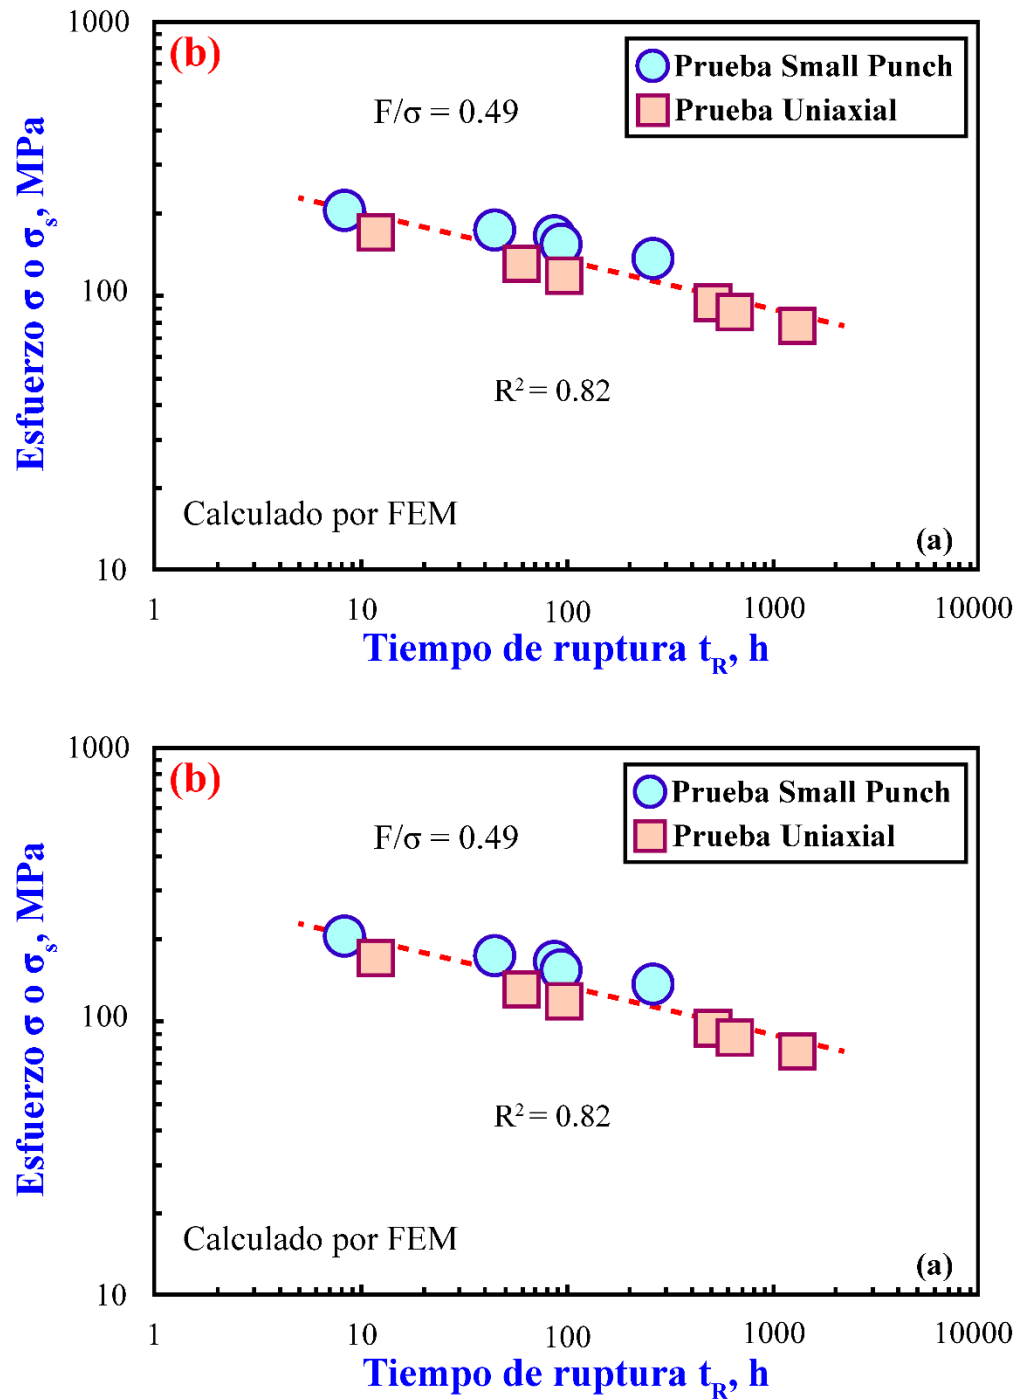 1000
(b)
Prueba Small Punch
F/σ = 0.49
Prueba Uniaxial
Esfuerzo σ o σs, MPa
100
R² = 0.82
Calculado por FEM
(a)
10
1 10 100 1000 10000
Tiempo de ruptura tR, h
1000
(b)
Prueba Small Punch
F/σ = 0.49
Prueba Uniaxial
Esfuerzo σ o σs, MPa
100
R² = 0.82
Calculado por FEM
(a)
10
1 10 100 1000 10000
Tiempo de ruptura tR, h